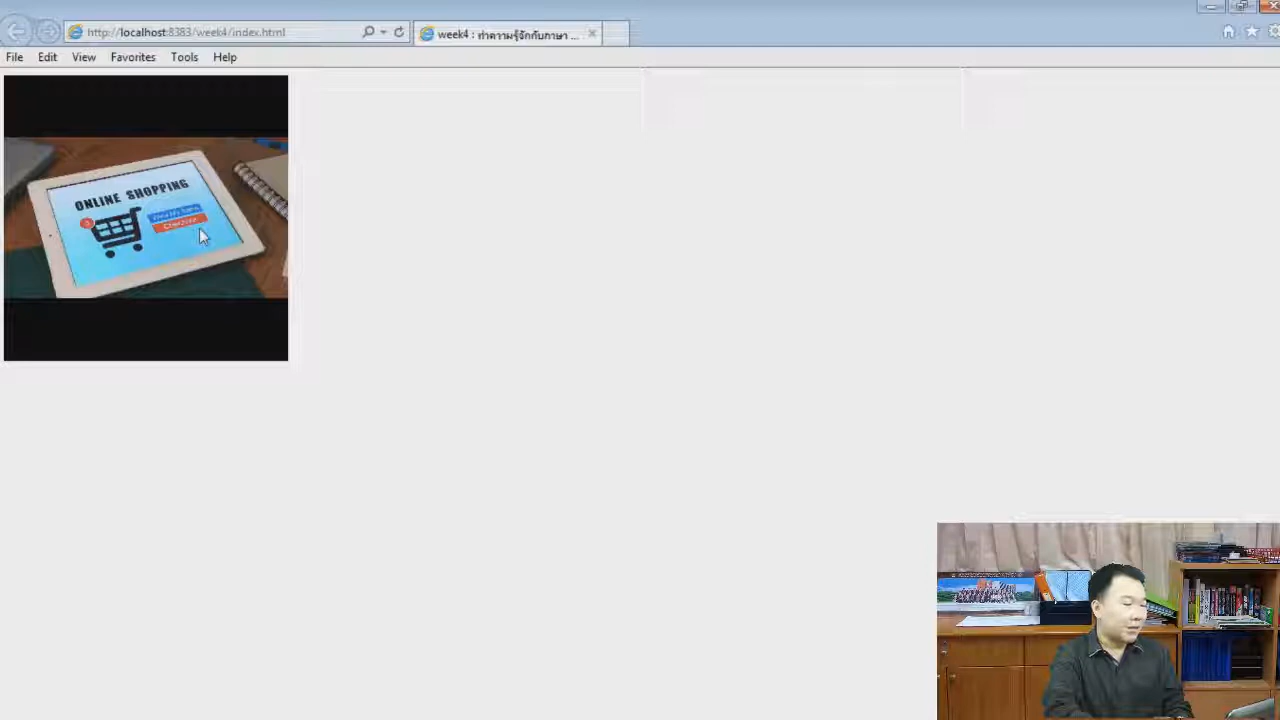 http://localhost:8383/week4/index.html
week4 : ทำความรู้จักกับภาษา ...
File Edit View Favorites Tools Help
ONLINE SHOPPING